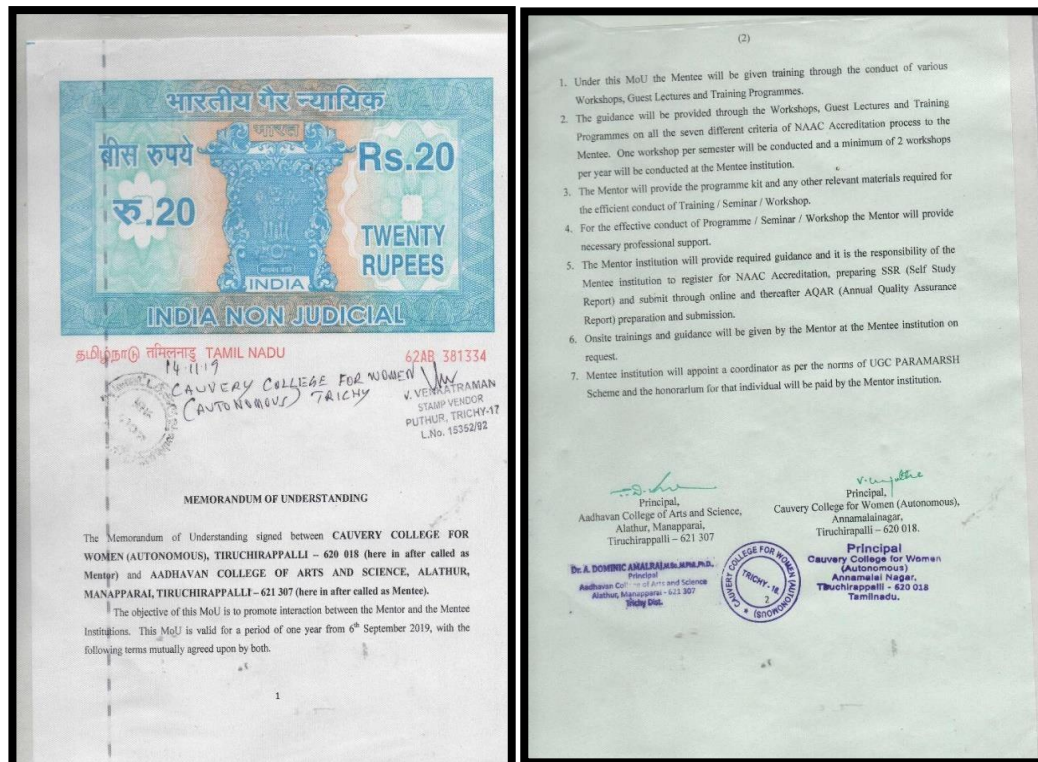 भारतीय गैर न्यायिक
भारत
बीस रुपये
Rs.20
रु.20
TWENTY
RUPEES
INDIA
INDIA NON JUDICIAL
தமிழ்நாடு तमिलनाडु TAMIL NADU
62AB 381334
14.11.19
CAUVERY COLLEGE FOR WOMEN
(AUTONOMOUS) TRICHY
V. VENKATRAMAN
STAMP VENDOR
PUTHUR, TRICHY-17
L.No. 15352/92
MEMORANDUM OF UNDERSTANDING
The Memorandum of Understanding signed between CAUVERY COLLEGE FOR
WOMEN (AUTONOMOUS), TIRUCHIRAPPALLI – 620 018 (here in after called as
Mentor) and AADHAVAN COLLEGE OF ARTS AND SCIENCE, ALATHUR,
MANAPPARAI, TIRUCHIRAPPALLI – 621 307 (here in after called as Mentee).
The objective of this MoU is to promote interaction between the Mentor and the Mentee
Institutions. This MoU is valid for a period of one year from 6th September 2019, with the
following terms mutually agreed upon by both.
1
(2)
1. Under this MoU the Mentee will be given training through the conduct of various
Workshops, Guest Lectures and Training Programmes.
2. The guidance will be provided through the Workshops, Guest Lectures and Training
Programmes on all the seven different criteria of NAAC Accreditation process to the
Mentee. One workshop per semester will be conducted and a minimum of 2 workshops
per year will be conducted at the Mentee institution.
3. The Mentor will provide the programme kit and any other relevant materials required for
the efficient conduct of Training / Seminar / Workshop.
4. For the effective conduct of Programme / Seminar / Workshop the Mentor will provide
necessary professional support.
5. The Mentor institution will provide required guidance and it is the responsibility of the
Mentee institution to register for NAAC Accreditation, preparing SSR (Self Study
Report) and submit through online and thereafter AQAR (Annual Quality Assurance
Report) preparation and submission.
6. Onsite trainings and guidance will be given by the Mentor at the Mentee institution on
request.
7. Mentee institution will appoint a coordinator as per the norms of UGC PARAMARSH
Scheme and the honorarium for that individual will be paid by the Mentor institution.
Principal,
Aadhavan College of Arts and Science,
Alathur, Manapparai,
Tiruchirapalli – 621 307
Principal,
Cauvery College for Women (Autonomous),
Annamalainagar,
Tiruchirapalli – 620 018.
Dr. A. DOMINIC AMALRAJ, M.Sc., M.Phil., Ph.D.,
Principal
Aadhavan College of Arts and Science
Alathur, Manapparai - 621 307
Trichy Dist.
CAUVERY COLLEGE FOR WOMEN (AUTONOMOUS)
TRICHY - 18.
2
Principal
Cauvery College for Women
(Autonomous)
Annamalai Nagar,
Tiruchirapalli - 620 018
Tamilnadu.